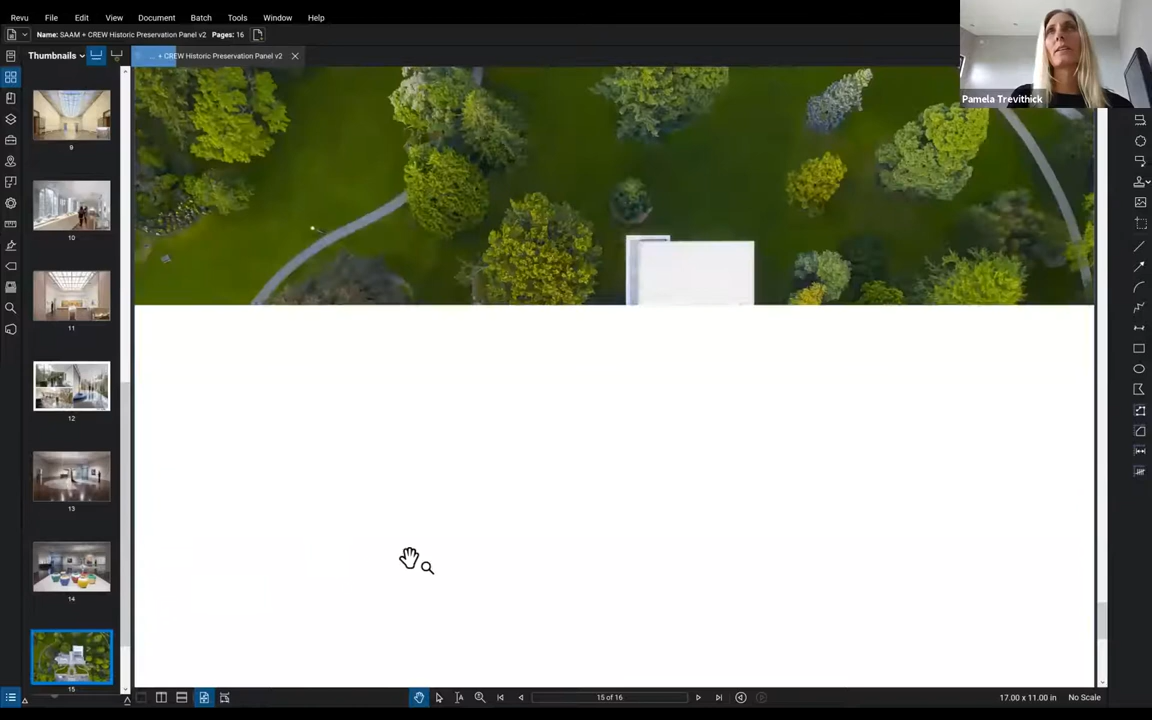 Revu File Edit View Document Batch Tools Window Help
Name: SAAM + CREW Historic Preservation Panel v2 Pages: 16
Thumbnails
... + CREW Historic Preservation Panel v2
Pamela Trevithick
9
10
11
12
13
14
15
15 of 16
17.00 x 11.00 in No Scale